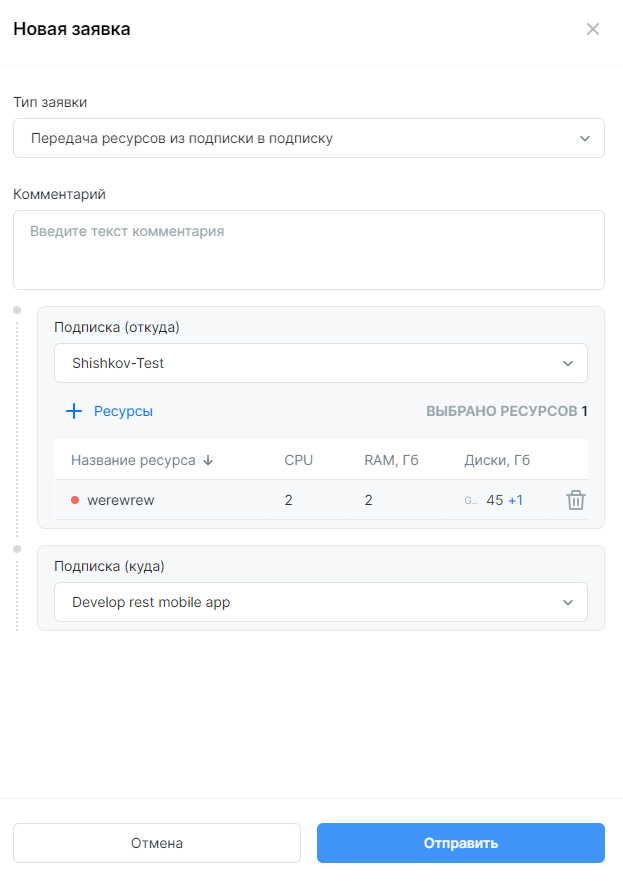 Новая заявка
Тип заявки
Передача ресурсов из подписки в подписку
Комментарий
Введите текст комментария
Подписка (откуда)
Shishkov-Test
Ресурсы ВЫБРАНО РЕСУРСОВ 1
Название ресурса CPU RAM, Гб Диски, Гб
werewrew 2 2 G.. 45 +1
Подписка (куда)
Develop rest mobile app
Отмена Отправить